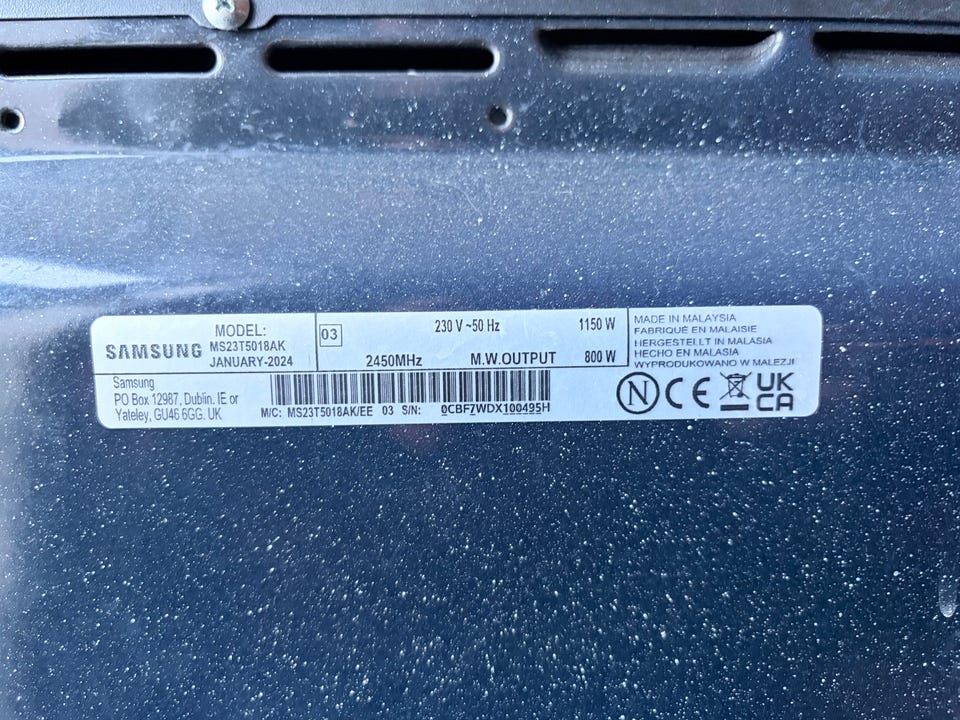 SAMSUNG
MODEL:
MS23T5018AK
JANUARY-2024
03
230 V ~50 Hz 1150 W
2450MHz M.W.OUTPUT 800 W
MADE IN MALAYSIA
FABRIQUÉ EN MALAISIE
HERGESTELLT IN MALASIA
HECHO EN MALASIA
WYPRODUKOWANO W MALEZJI
Samsung
PO Box 12987, Dublin. IE or
Yateley, GU46 6GG. UK
M/C: MS23T5018AK/EE 03 S/N: 0CBF7WDX100495H
N CE UK
CA